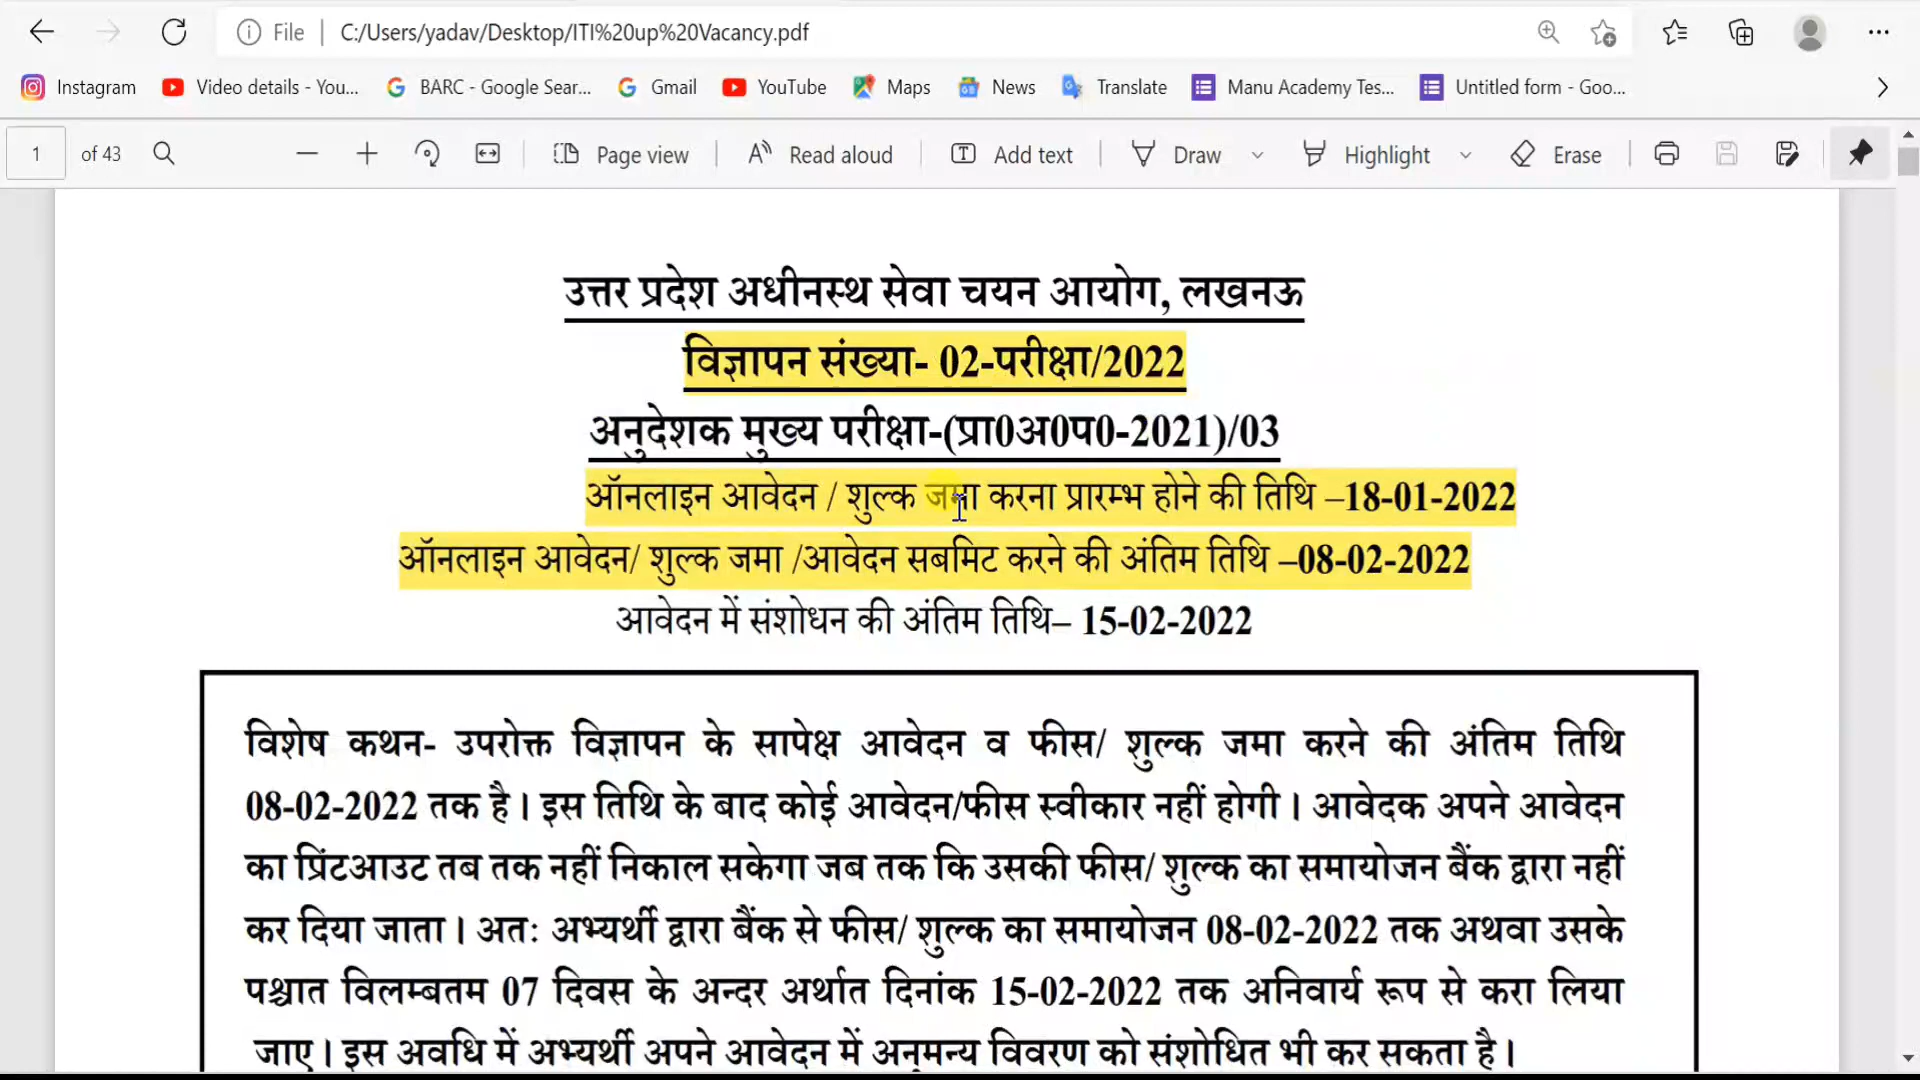 File C:/Users/yadav/Desktop/ITI%20up%20Vacancy.pdf
Instagram Video details - You... BARC - Google Sear... Gmail YouTube Maps News Translate Manu Academy Tes... Untitled form - Goo...
1 of 43 Page view Read aloud Add text Draw Highlight Erase
उत्तर प्रदेश अधीनस्थ सेवा चयन आयोग, लखनऊ
विज्ञापन संख्या- 02-परीक्षा/2022
अनुदेशक मुख्य परीक्षा-(प्रा0अ0प0-2021)/03
ऑनलाइन आवेदन / शुल्क जमा करना प्रारम्भ होने की तिथि –18-01-2022
ऑनलाइन आवेदन/ शुल्क जमा /आवेदन सबमिट करने की अंतिम तिथि –08-02-2022
आवेदन में संशोधन की अंतिम तिथि– 15-02-2022
विशेष कथन- उपरोक्त विज्ञापन के सापेक्ष आवेदन व फीस/ शुल्क जमा करने की अंतिम तिथि
08-02-2022 तक है। इस तिथि के बाद कोई आवेदन/फीस स्वीकार नहीं होगी। आवेदक अपने आवेदन
का प्रिंटआउट तब तक नहीं निकाल सकेगा जब तक कि उसकी फीस/ शुल्क का समायोजन बैंक द्वारा नहीं
कर दिया जाता। अतः अभ्यर्थी द्वारा बैंक से फीस/ शुल्क का समायोजन 08-02-2022 तक अथवा उसके
पश्चात विलम्बतम 07 दिवस के अन्दर अर्थात दिनांक 15-02-2022 तक अनिवार्य रूप से करा लिया
जाए। इस अवधि में अभ्यर्थी अपने आवेदन में अनुमन्य विवरण को संशोधित भी कर सकता है।